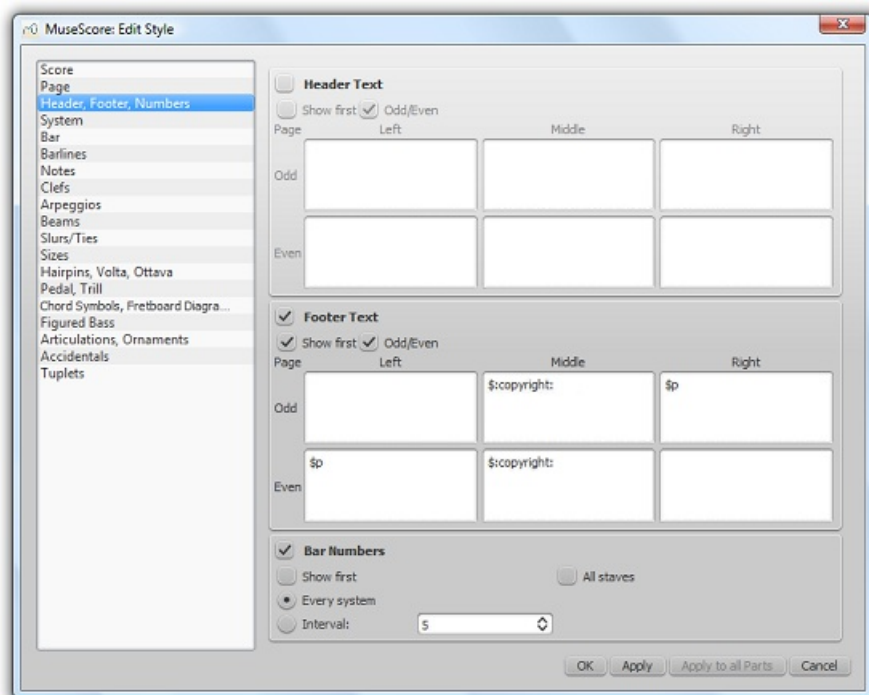 MuseScore: Edit Style
Score
Page
Header, Footer, Numbers
System
Bar
Barlines
Notes
Clefs
Arpeggios
Beams
Slurs/Ties
Sizes
Hairpins, Volta, Ottava
Pedal, Trill
Chord Symbols, Fretboard Diagra...
Figured Bass
Articulations, Ornaments
Accidentals
Tuplets
Header Text
Show first Odd/Even
Page Left Middle Right
Odd
Even
Footer Text
Show first Odd/Even
Page Left Middle Right
Odd $:copyright: $p
Even $p $:copyright:
Bar Numbers
Show first All staves
Every system
Interval: 5
OK Apply Apply to all Parts Cancel